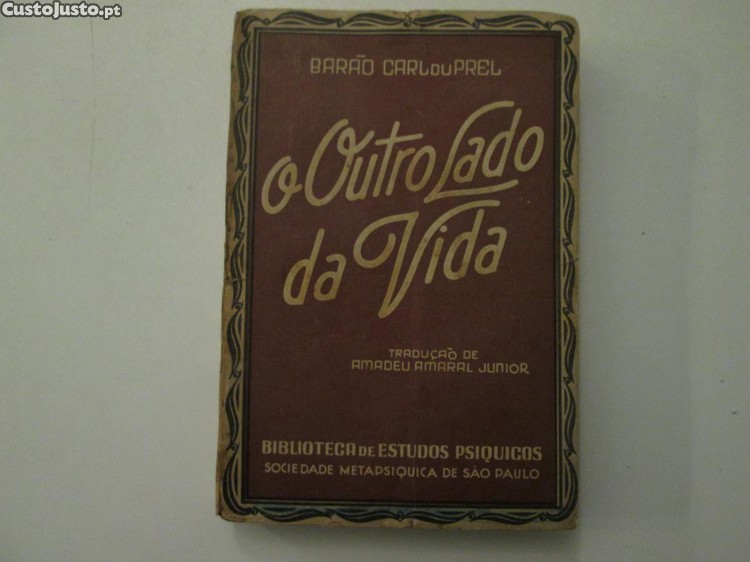 CustoJusto.pt
BARÃO CARL DU PREL
O Outro Lado
da Vida
TRADUÇÃO DE
AMADEU AMARAL JUNIOR
BIBLIOTECA DE ESTUDOS PSIQUICOS
SOCIEDADE METAPSIQUICA DE SÃO PAULO